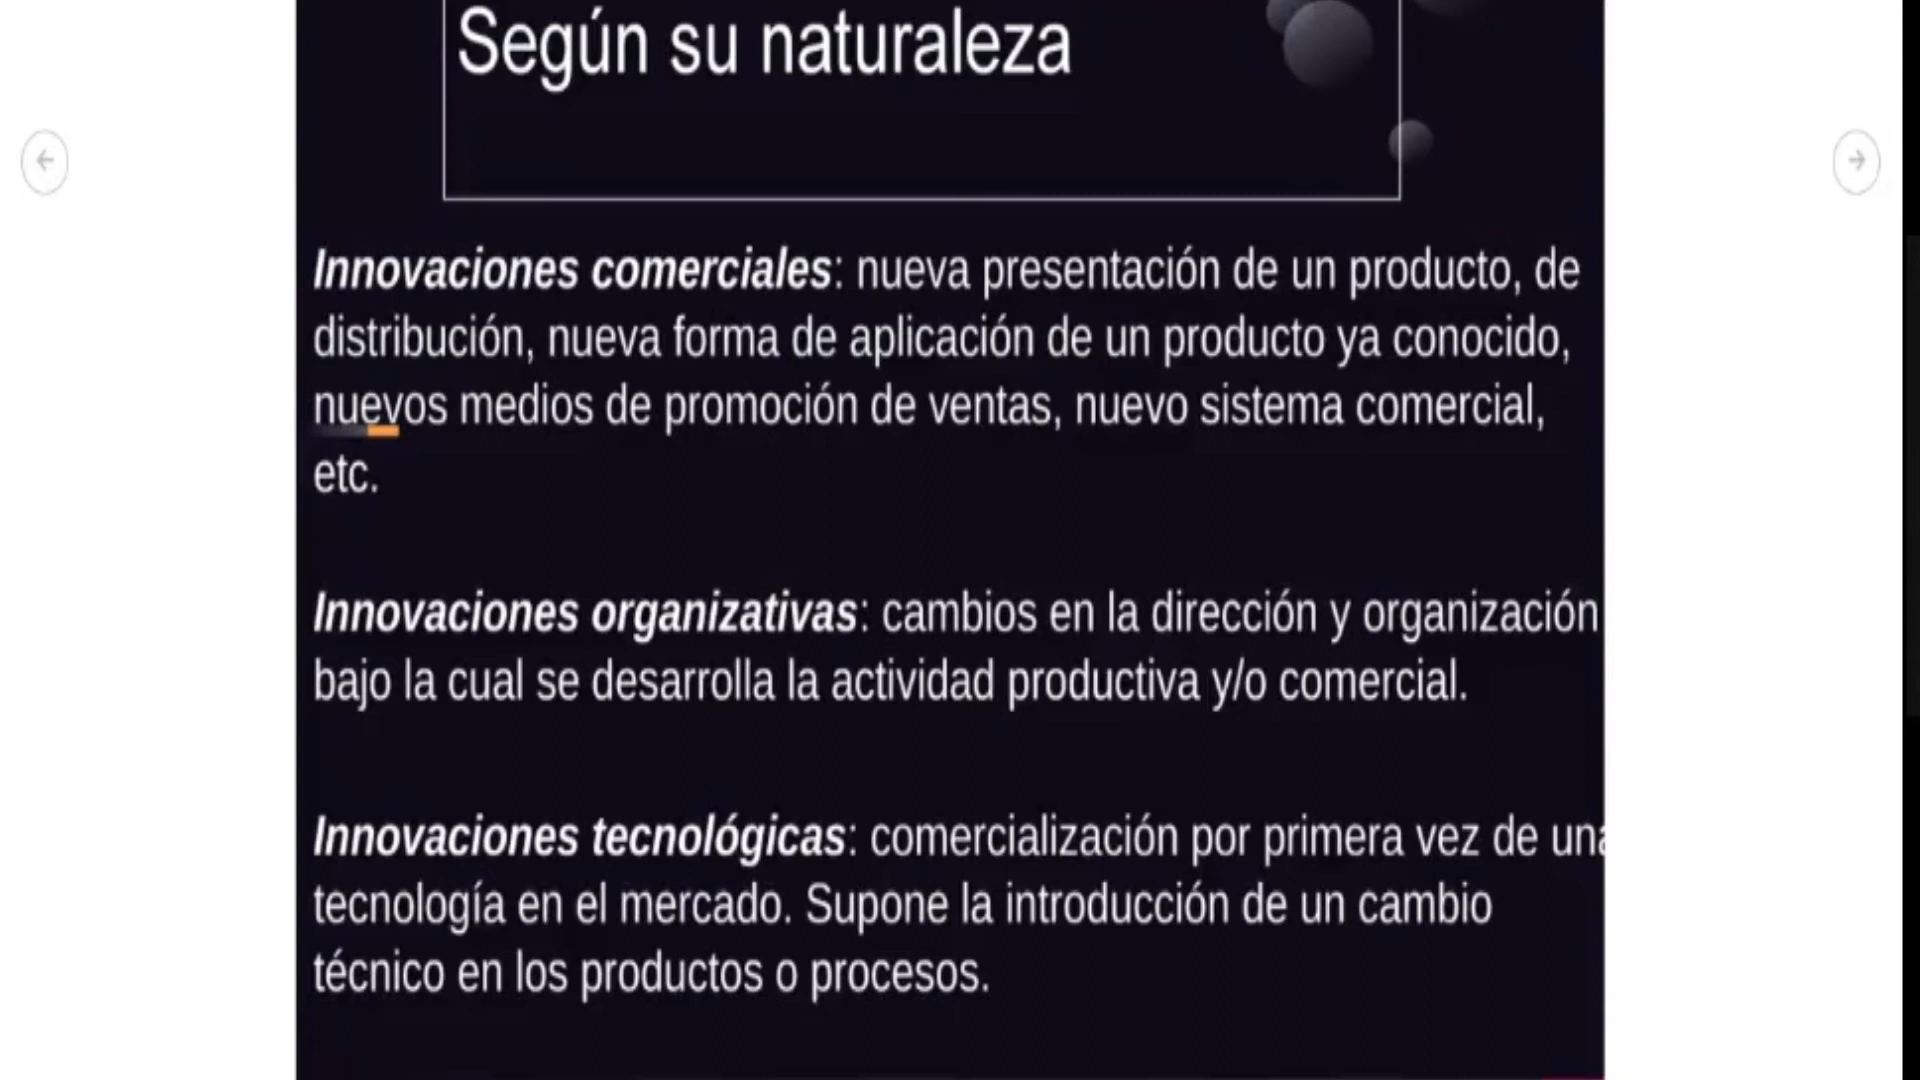 Según su naturaleza
Innovaciones comerciales: nueva presentación de un producto, de
distribución, nueva forma de aplicación de un producto ya conocido,
nuevos medios de promoción de ventas, nuevo sistema comercial,
etc.
Innovaciones organizativas: cambios en la dirección y organización
bajo la cual se desarrolla la actividad productiva y/o comercial.
Innovaciones tecnológicas: comercialización por primera vez de una
tecnología en el mercado. Supone la introducción de un cambio
técnico en los productos o procesos.